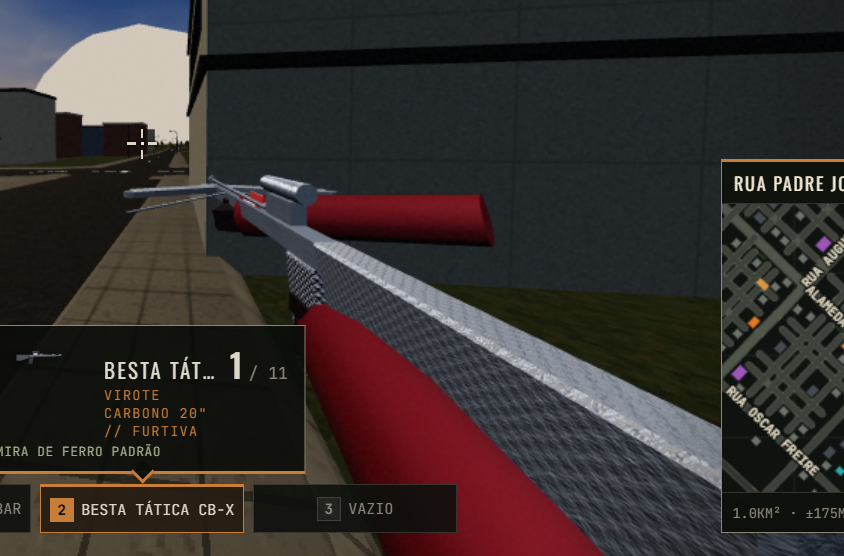 RUA PADRE JO
RUA AUGU
ALAMEDA
RUA OSCAR FREIRE
1.0KM² · ±175M
BESTA TÁT... 1 / 11
VIROTE
CARBONO 20"
// FURTIVA
MIRA DE FERRO PADRÃO
BAR
2 BESTA TÁTICA CB-X
3 VAZIO